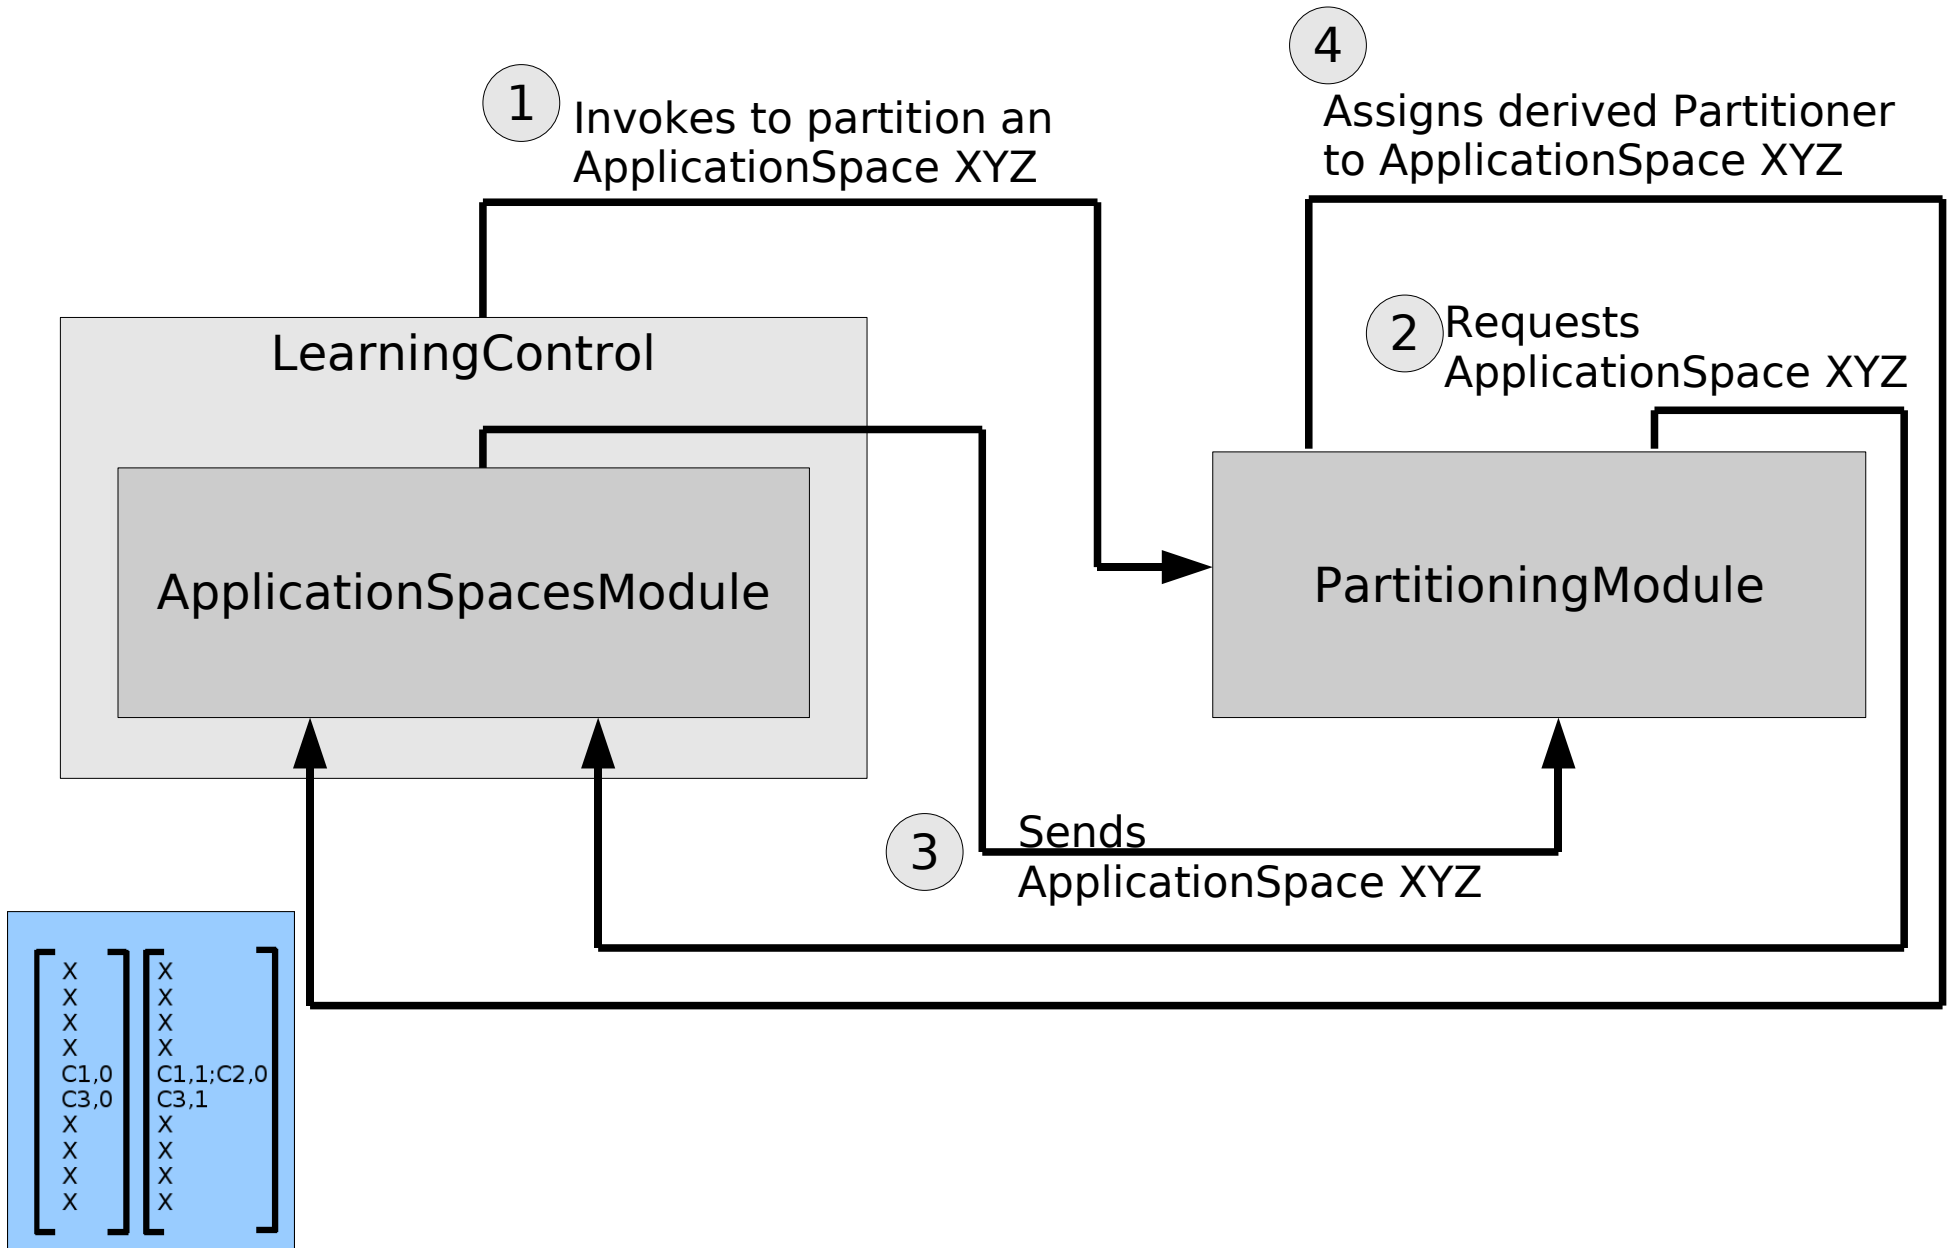 4
1
Invokes to partition an
ApplicationSpace XYZ
Assigns derived Partitioner
to ApplicationSpace XYZ
2
Requests
ApplicationSpace XYZ
LearningControl
ApplicationSpacesModule
PartitioningModule
3
Sends
ApplicationSpace XYZ
X X
X X
X X
X X
C1,0 C1,1;C2,0
C3,0 C3,1
X X
X X
X X
X X